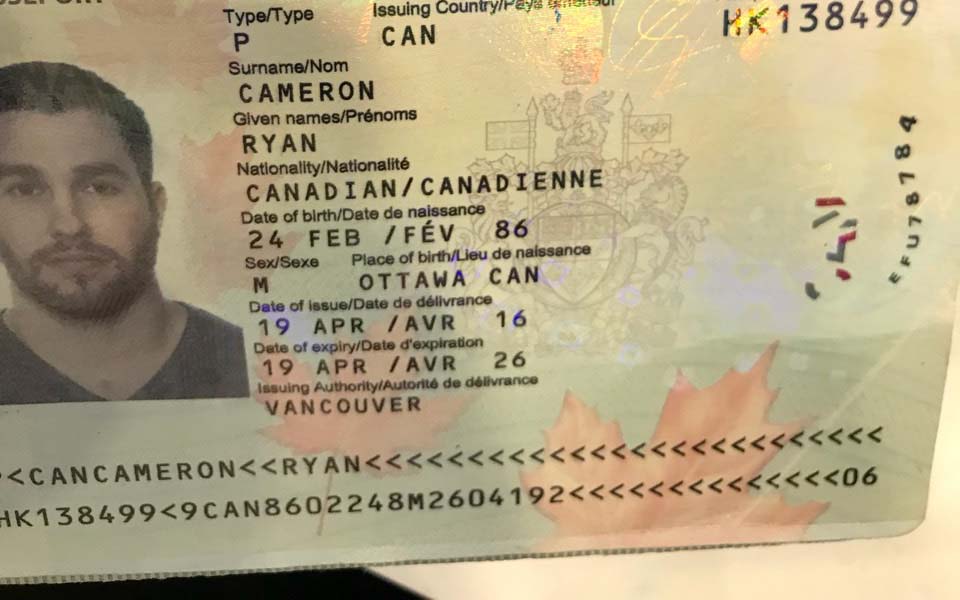 Type/Type Issuing Country/Pays
P CAN HK138499
Surname/Nom
CAMERON
Given names/Prénoms
RYAN
Nationality/Nationalité
CANADIAN/CANADIENNE
Date of birth/Date de naissance
24 FEB /FÉV 86
Sex/Sexe Place of birth/Lieu de naissance
M OTTAWA CAN
Date of issue/Date de délivrance
19 APR /AVR 16
Date of expiry/Date d'expiration
19 APR /AVR 26
Issuing Authority/Autorité de délivrance
VANCOUVER
EFU78784
<CANCAMERON<<RYAN<<<<<<<<<<<<<<<<<<<<<<<<<
HK138499<9CAN8602248M2604192<<<<<<<<<<<<<<06